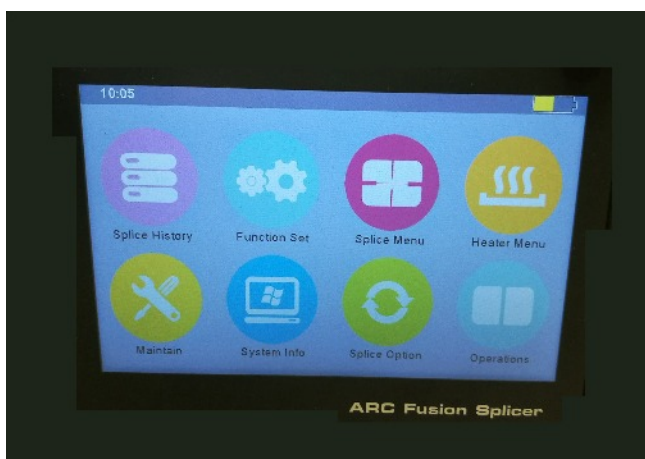 10:05
Splice History Function Set Splice Menu Heater Menu
Maintain System Info Splice Option Operations
ARC Fusion Splicer